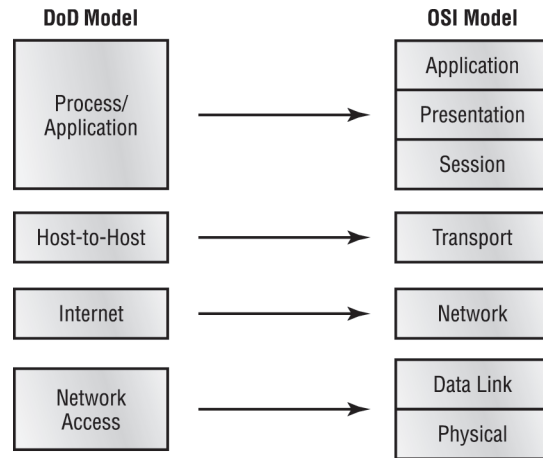 DoD Model
OSI Model
Process/
Application
Application
Presentation
Session
Host-to-Host
Transport
Internet
Network
Network
Access
Data Link
Physical